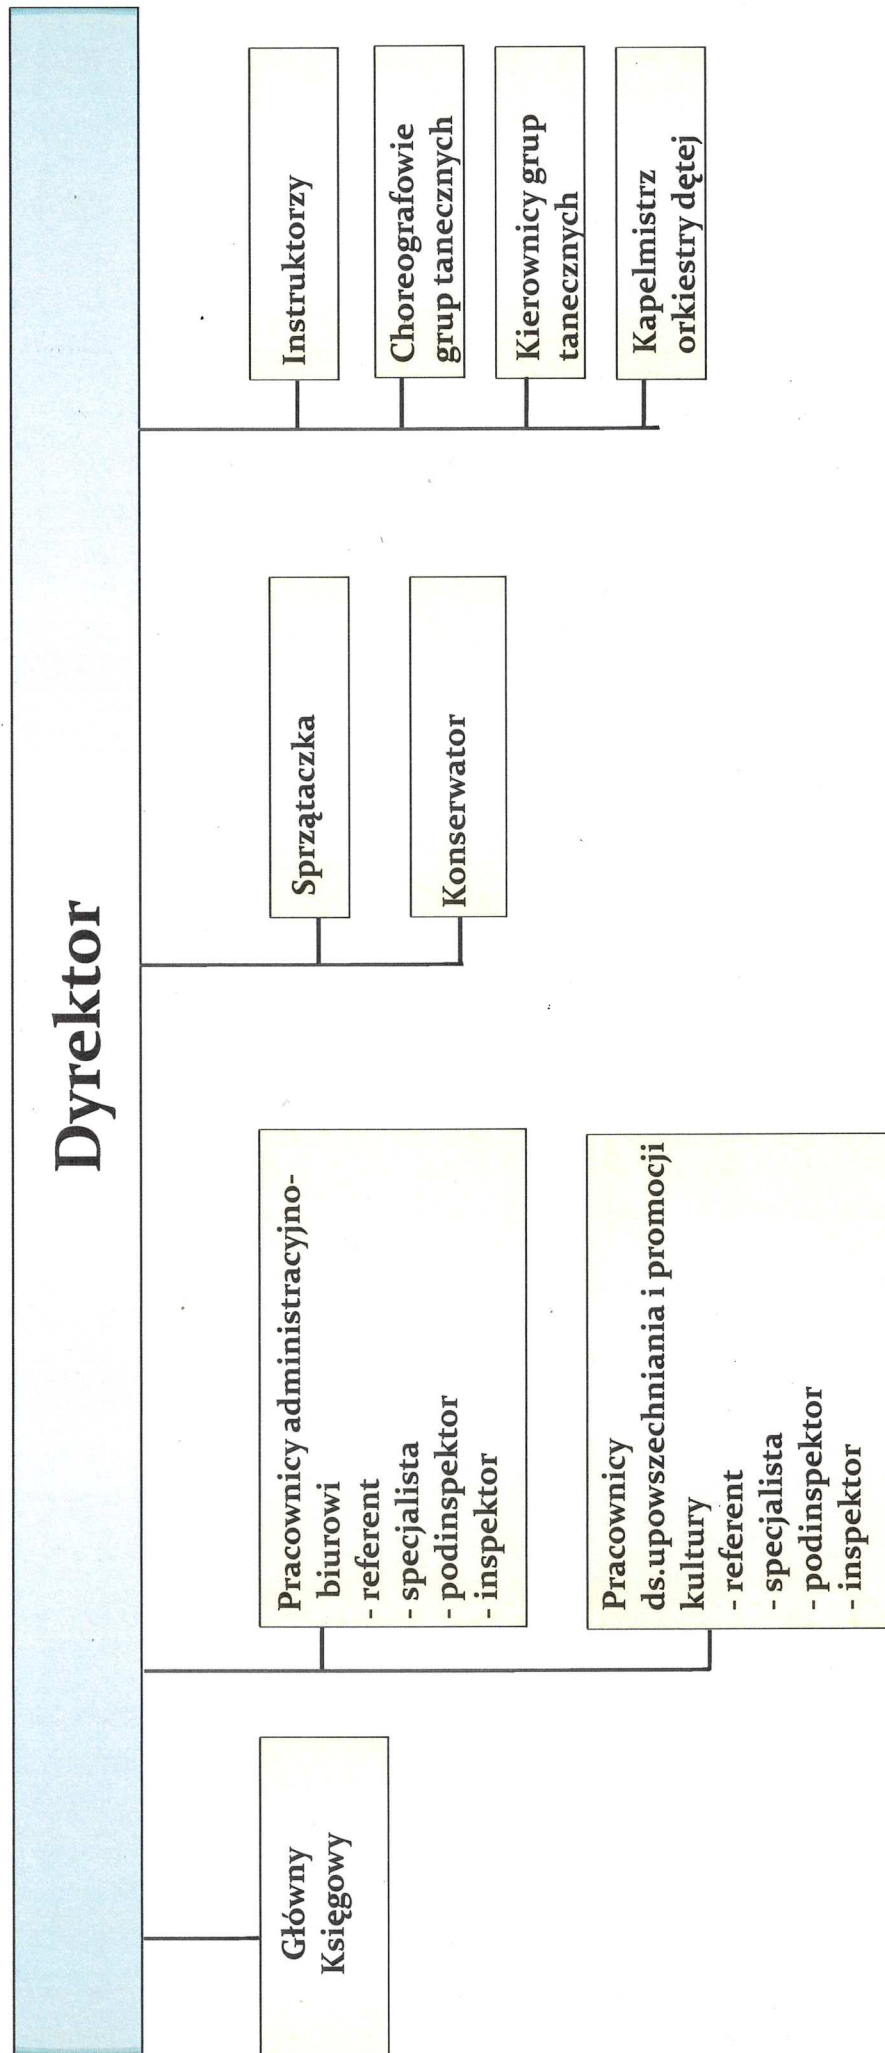 Dyrektor
Główny
Księgowy
Pracownicy administracyjno-
biurowi
- referent
- specjalista
- podinspektor
- inspektor
Pracownicy
ds.upowszechniania i promocji
kultury
- referent
- specjalista
- podinspektor
- inspektor
Sprzątaczka
Konserwator
Instruktorzy
Choreografowie
grup tanecznych
Kierownicy grup
tanecznych
Kapelmistrz
orkiestry dętej